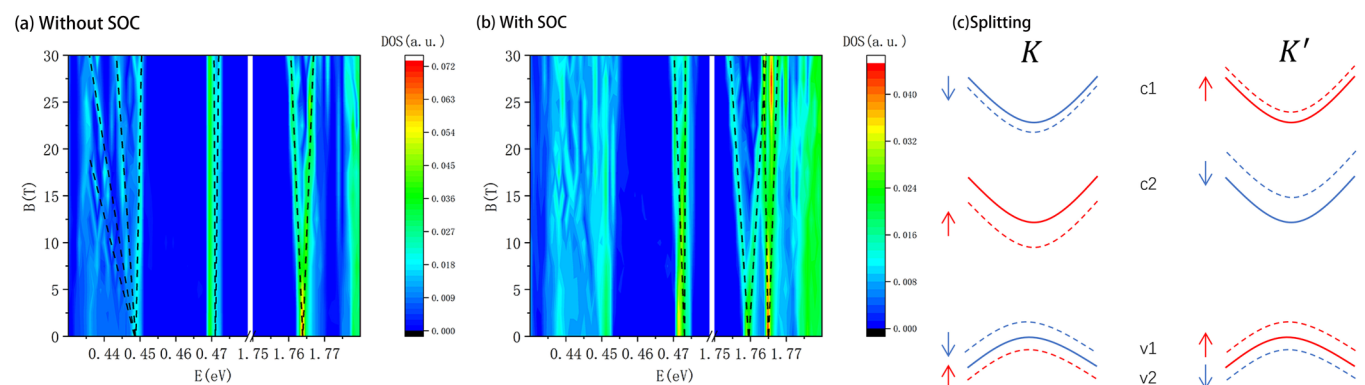 (a) Without SOC
(b) With SOC
(c)Splitting
DOS(a.u.)
DOS(a.u.)
K
K′
30
25
20
15
10
5
0
B(T)
0.44 0.45 0.46 0.47 1.75 1.76 1.77
E(eV)
0.072
0.063
0.054
0.045
0.036
0.027
0.018
0.009
0.000
30
25
20
15
10
5
0
B(T)
0.44 0.45 0.46 0.47 1.75 1.76 1.77
E(eV)
0.040
0.032
0.024
0.016
0.008
0.000
c1
c2
v1
v2